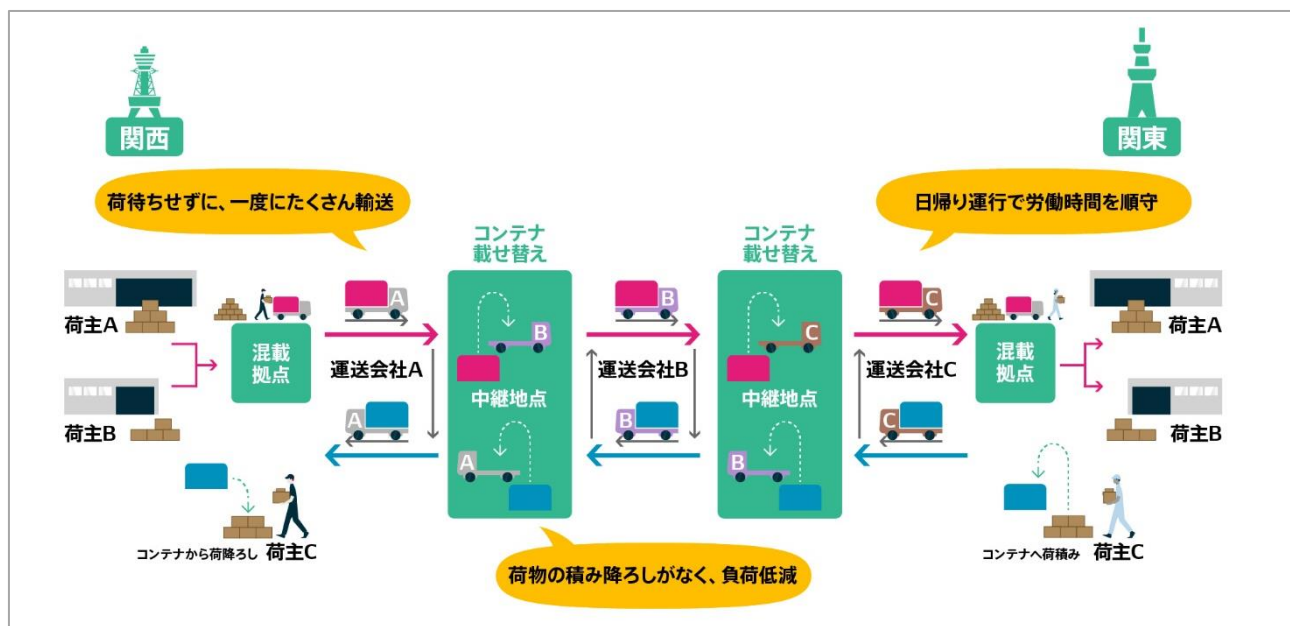 関西
関東
荷待ちせずに、一度にたくさん輸送
日帰り運行で労働時間を順守
コンテナ
載せ替え
コンテナ
載せ替え
荷主A
荷主B
混載
拠点
A
運送会社A
A
B
中継地点
A
B
運送会社B
B
C
中継地点
B
C
運送会社C
C
混載
拠点
荷主A
荷主B
コンテナから荷降ろし 荷主C
コンテナへ荷積み 荷主C
荷物の積み降ろしがなく、負荷低減